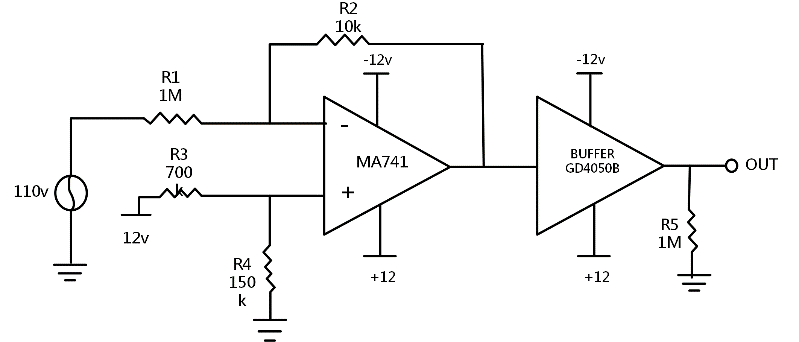 R2
10k
-12v
-12v
R1
1M
-
MA741
BUFFER
GD4050B
OUT
R3
700
k
110v
+
12v
R5
1M
R4
150
k
+12
+12